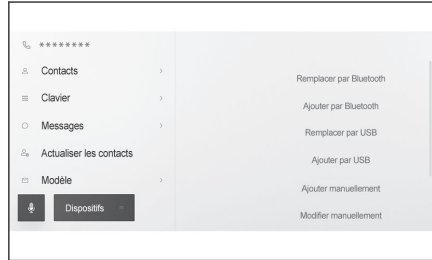 ********
Contacts
Clavier
Messages
Actualiser les contacts
Modèle
Dispositifs
Remplacer par Bluetooth
Ajouter par Bluetooth
Remplacer par USB
Ajouter par USB
Ajouter manuellement
Modifier manuellement